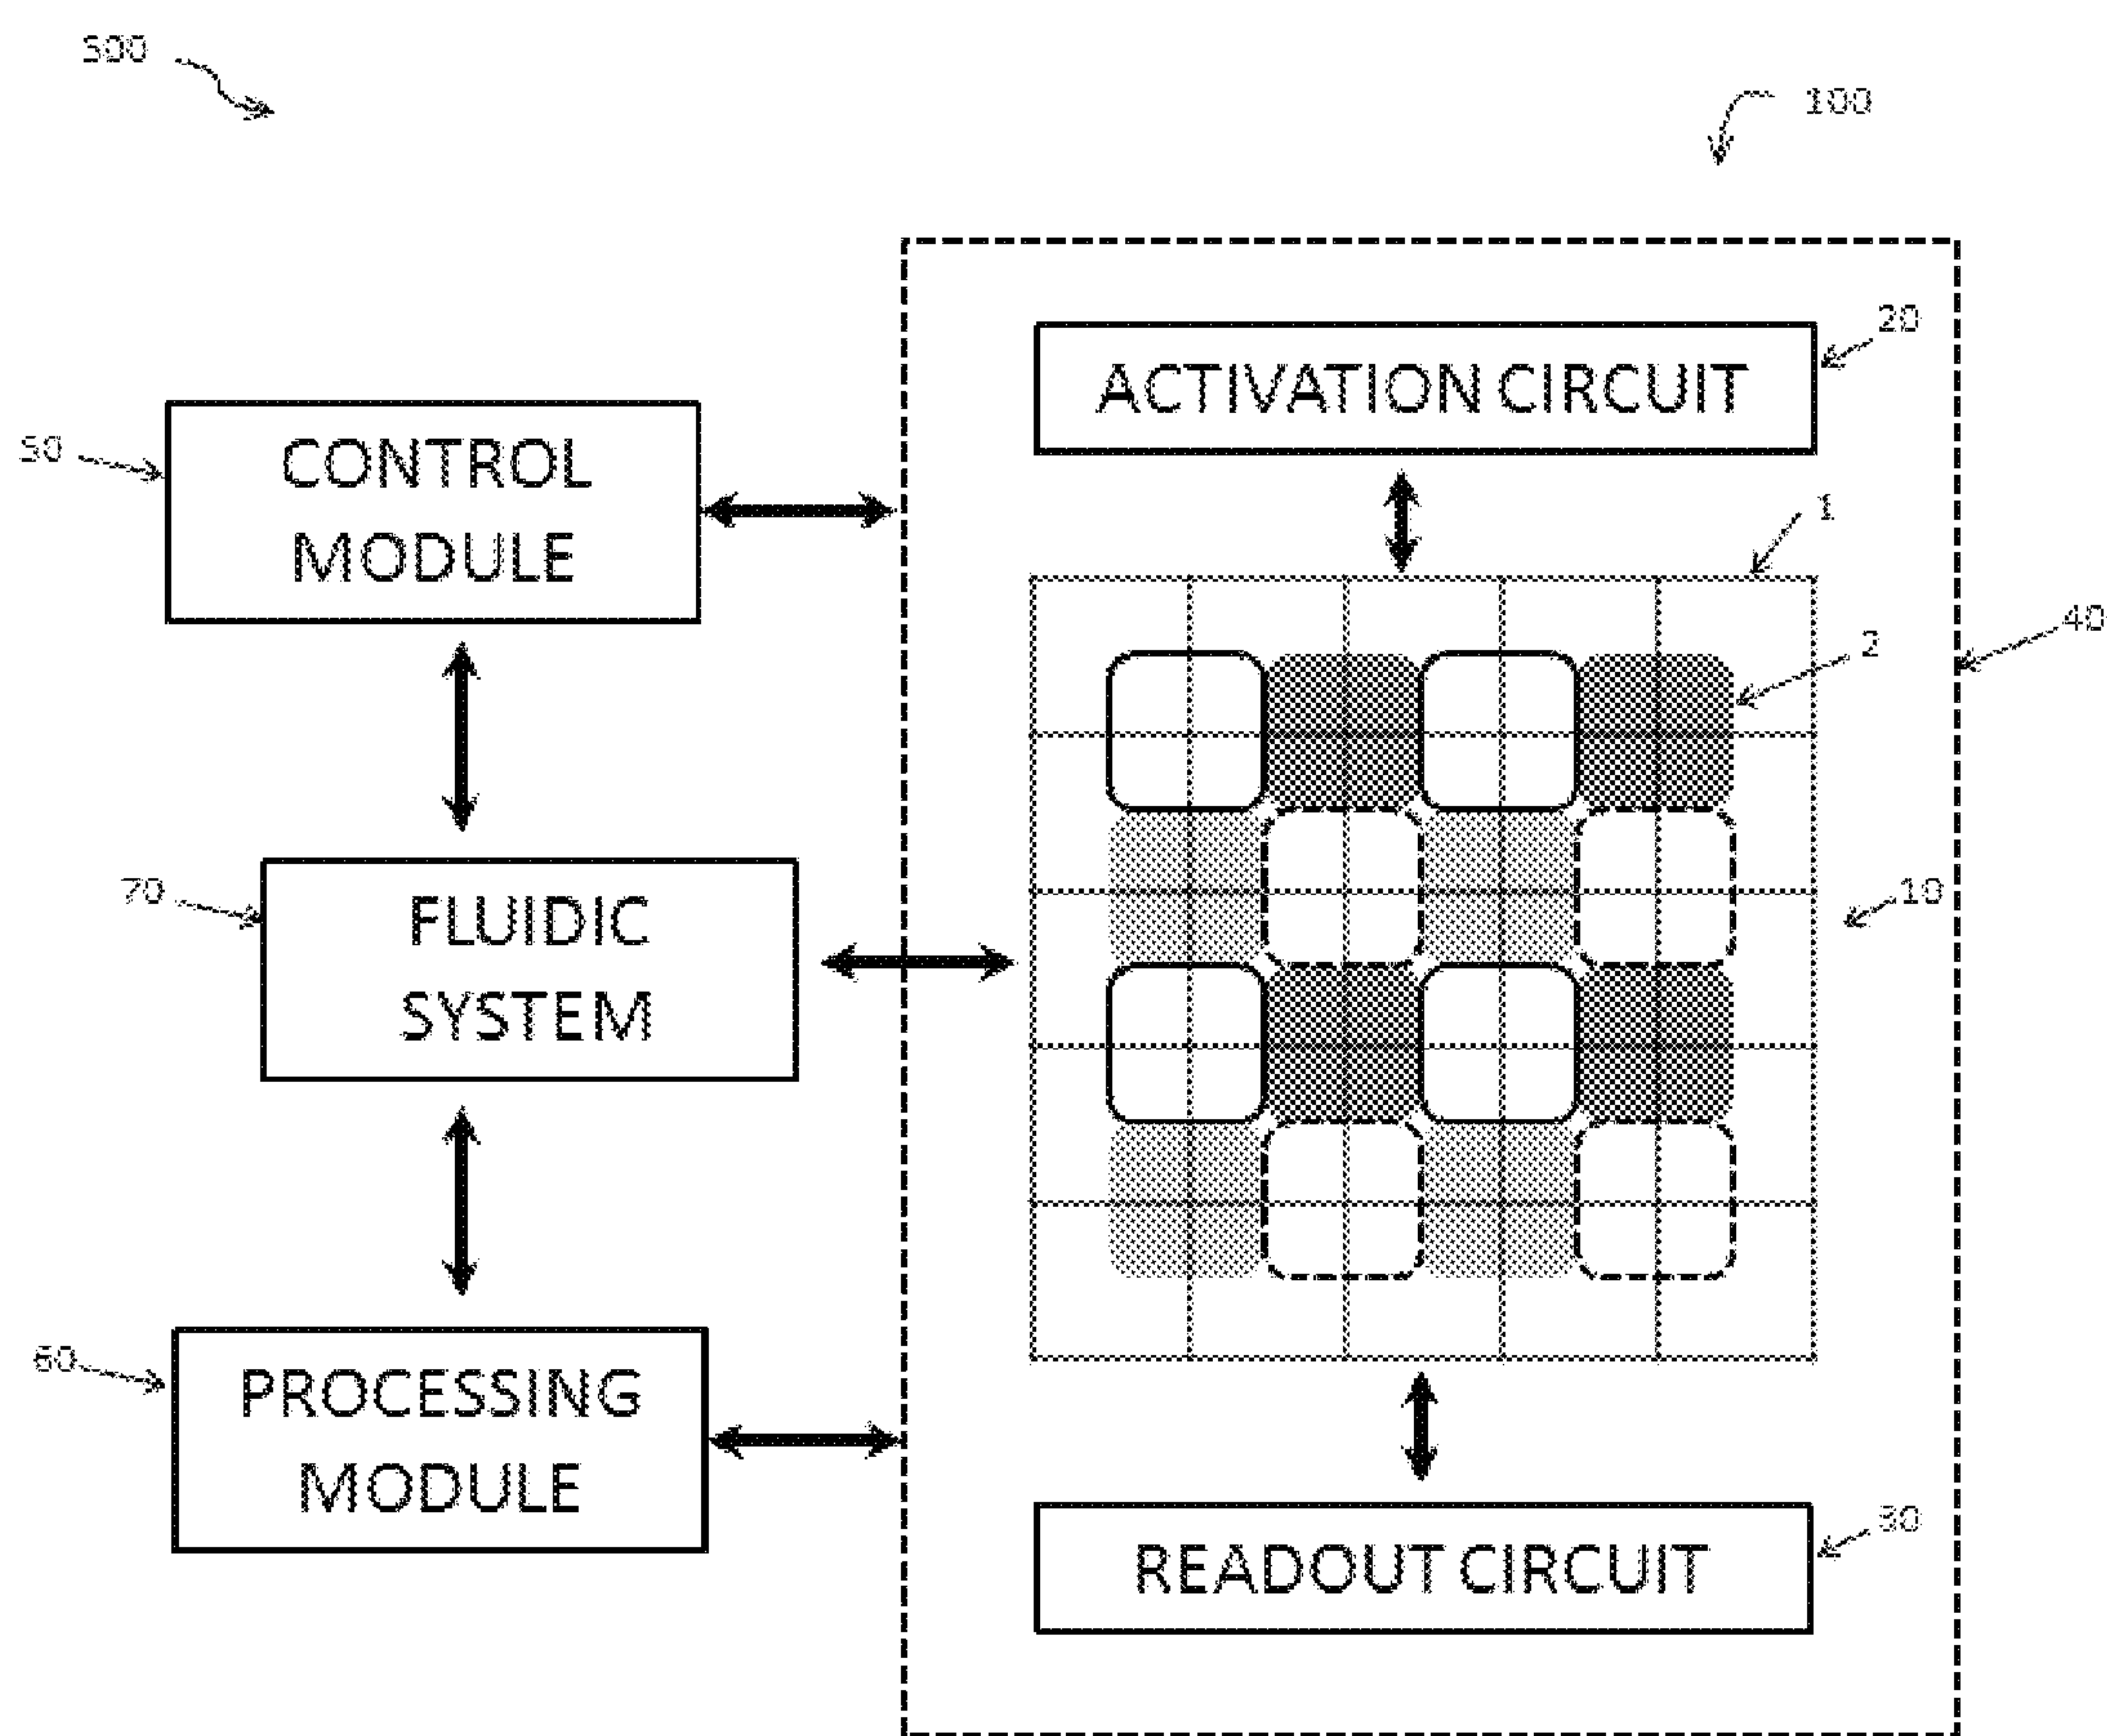 500
100
20
ACTIVATION CIRCUIT
50
CONTROL
MODULE
1
2
40
70
FLUIDIC
SYSTEM
10
60
PROCESSING
MODULE
30
READOUT CIRCUIT